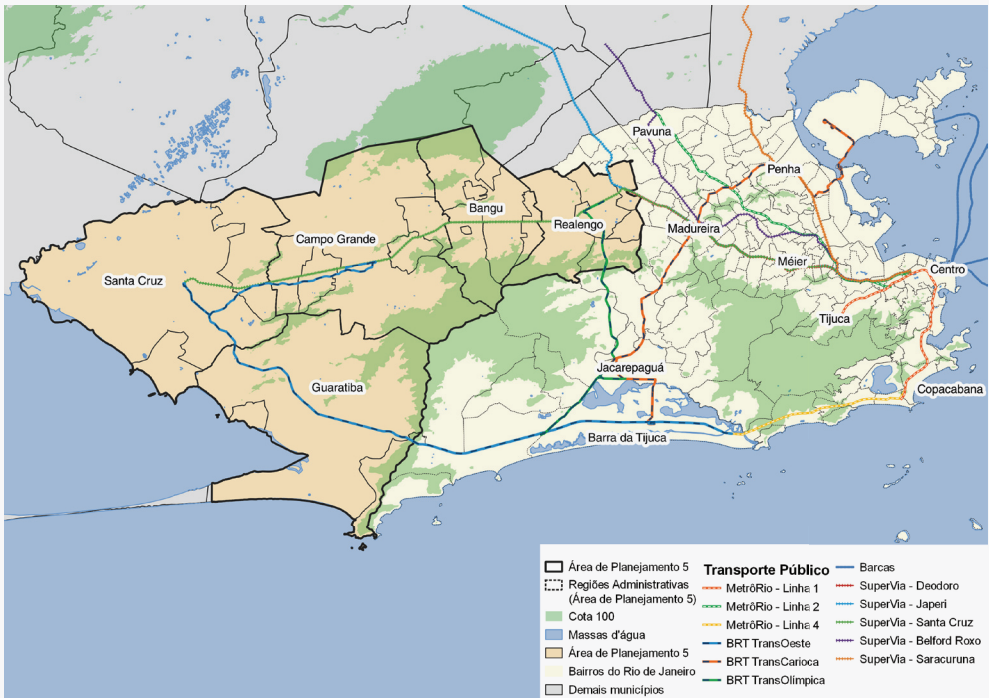 Pavuna
Penha
Bangu
Realengo
Madureira
Campo Grande
Méier
Santa Cruz
Centro
Tijuca
Jacarepaguá
Guaratiba
Copacabana
Barra da Tijuca
Área de Planejamento 5
Regiões Administrativas
(Área de Planejamento 5)
Cota 100
Massas d'água
Área de Planejamento 5
Bairros do Rio de Janeiro
Demais municípios
Transporte Público
MetrôRio - Linha 1
MetrôRio - Linha 2
MetrôRio - Linha 4
BRT TransOeste
BRT TransCarioca
BRT TransOlímpica
Barcas
SuperVia - Deodoro
SuperVia - Japeri
SuperVia - Santa Cruz
SuperVia - Belford Roxo
SuperVia - Saracuruna